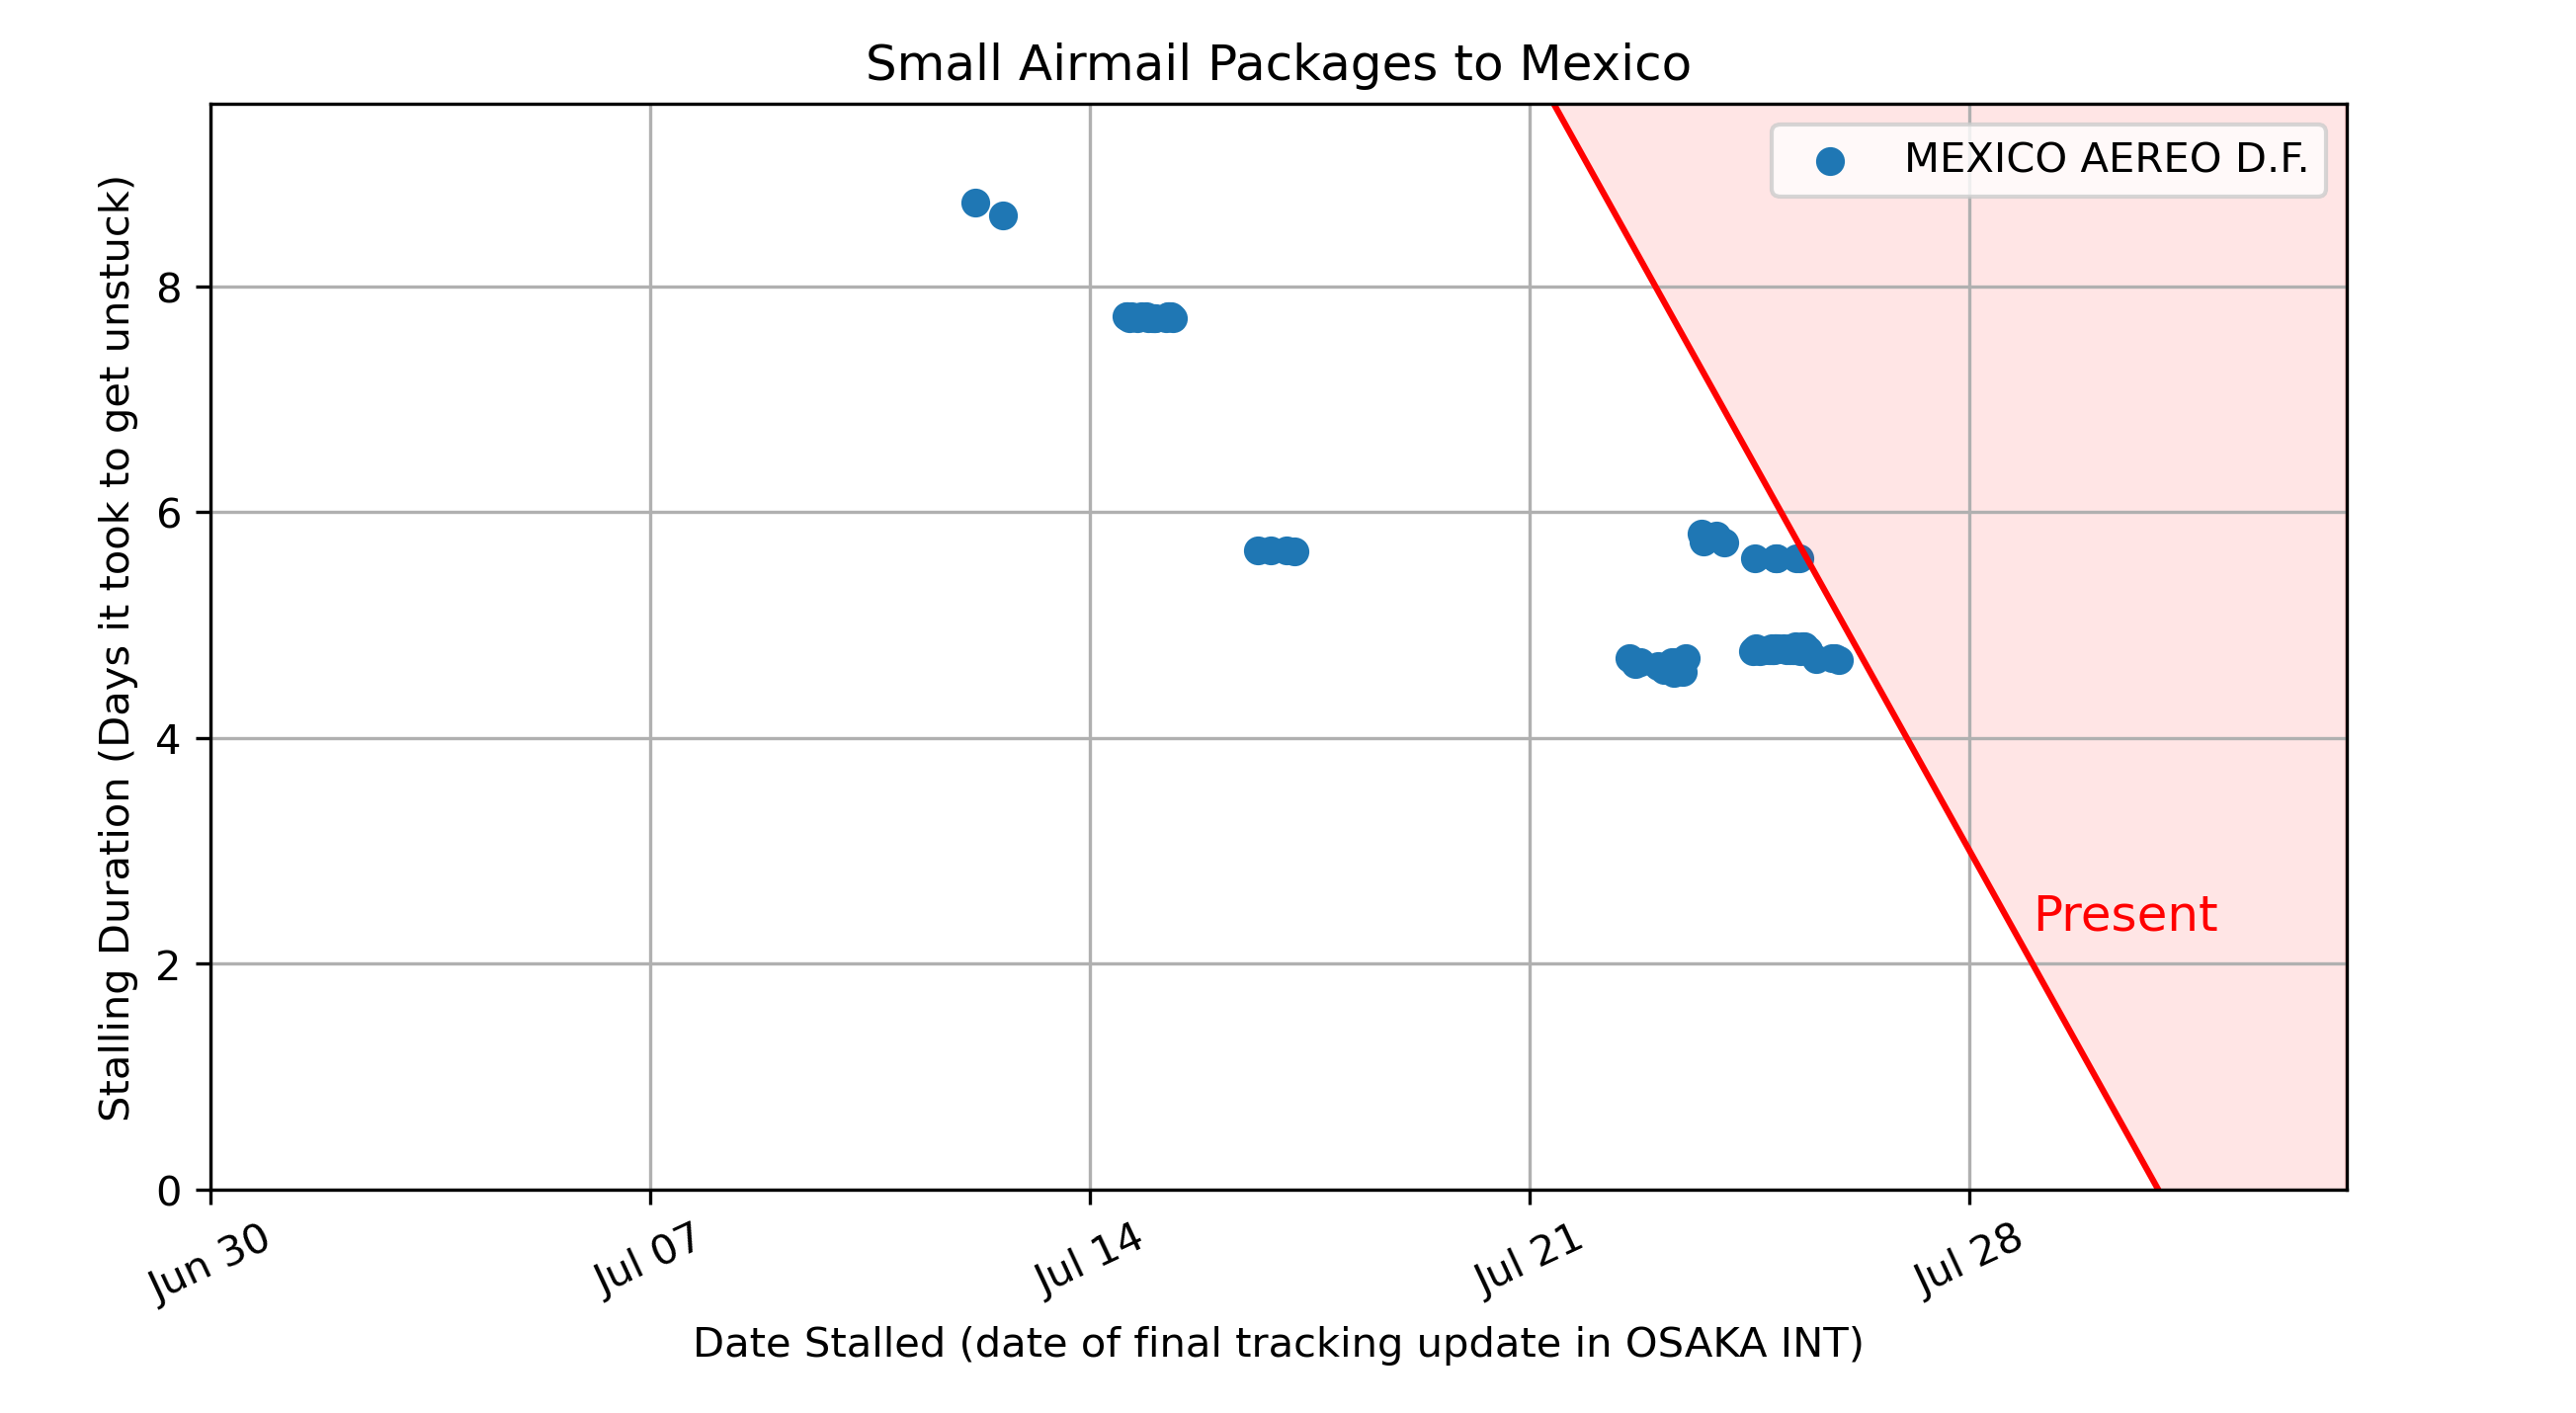 Small Airmail Packages to Mexico
MEXICO AEREO D.F.
Stalling Duration (Days it took to get unstuck)
8
6
4
2
0
Present
Jun 30
Jul 07
Jul 14
Jul 21
Jul 28
Date Stalled (date of final tracking update in OSAKA INT)